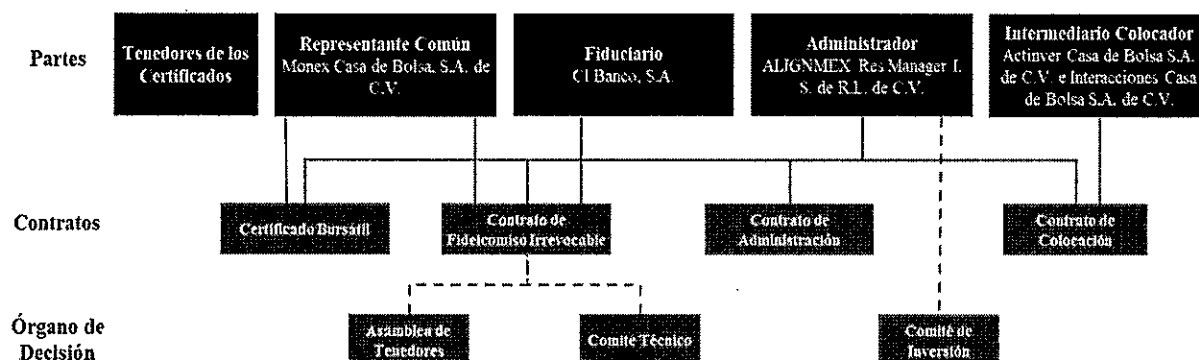 Partes
Tenedores de los
Certificados
Representante Común
Monex Casa de Bolsa, S.A. de
C.V.
Fiduciario
CI Banco, S.A.
Administrador
ALIGNMEX Res Manager I.
S. de R.L. de C.V.
Intermediario Colocador
Actinver Casa de Bolsa S.A.
de C.V. e Interacciones Casa
de Bolsa S.A. de C.V.
Contratos
Certificado Bursátil
Contrato de
Fideicomiso Irrevocable
Contrato de
Administración
Contrato de
Colocación
Órgano de
Decisión
Asamblea de
Tenedores
Comité Técnico
Comité de
Inversión